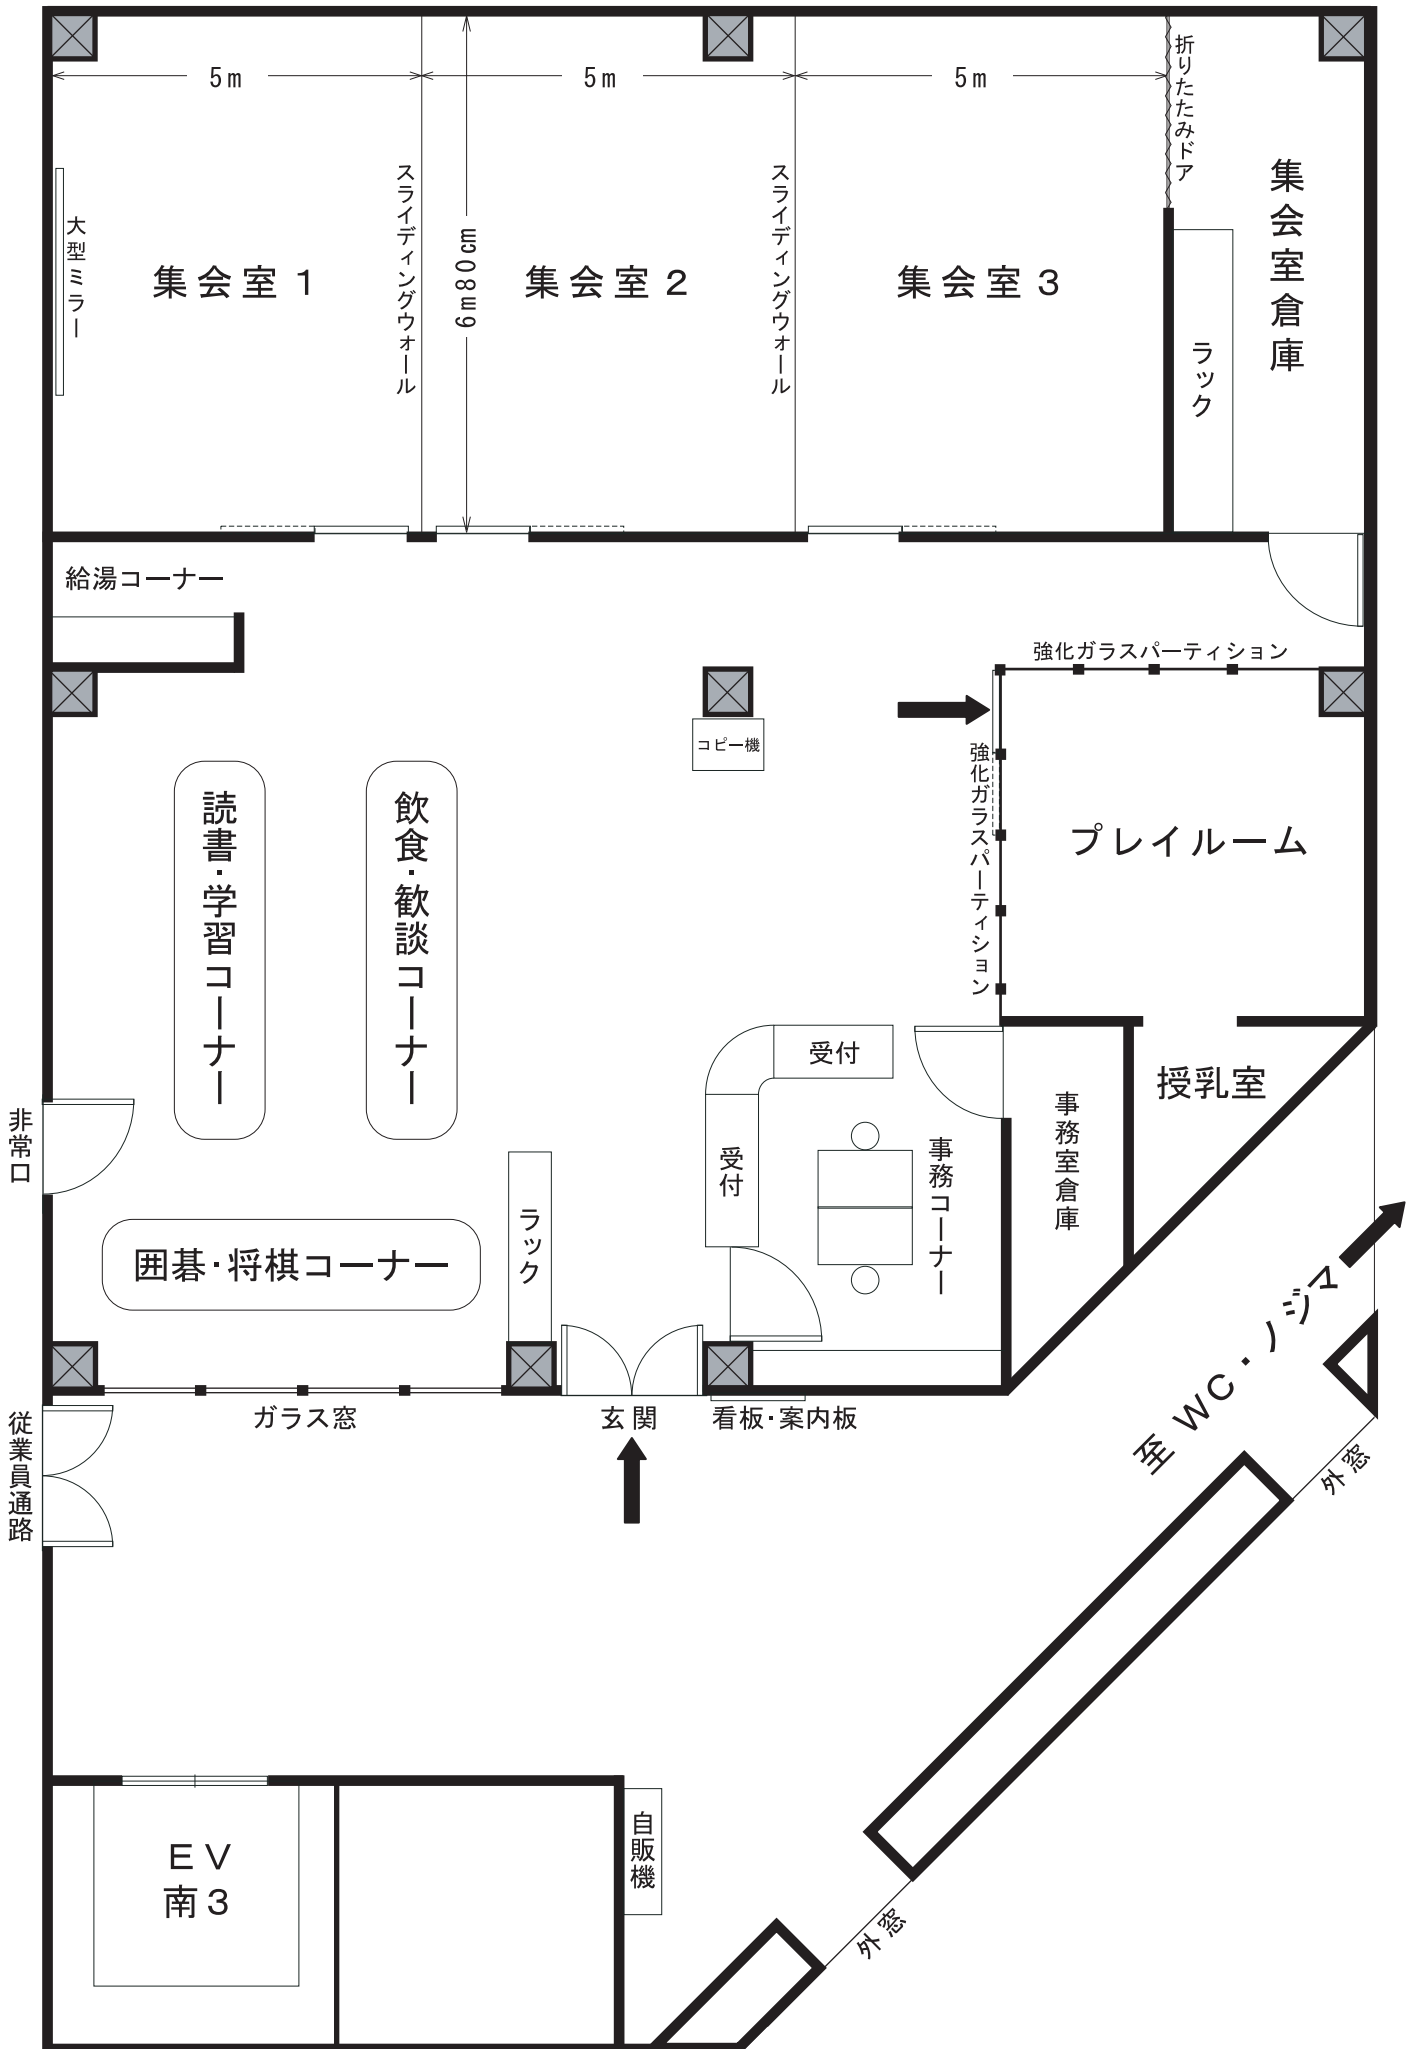 5m
5m
5m
折りたたみドア
大型ミラー
集会室1
スライディングウォール
6m80cm
集会室2
スライディングウォール
集会室3
ラック
集会室倉庫
給湯コーナー
強化ガラスパーティション
コピー機
強化ガラスパーティション
プレイルーム
読書・学習コーナー
飲食・歓談コーナー
受付
受付
事務コーナー
事務室倉庫
授乳室
非常口
囲碁・将棋コーナー
ラック
ガラス窓
玄関
看板・案内板
至 WC・ノジマ
従業員通路
外窓
EV
南3
自販機
外窓